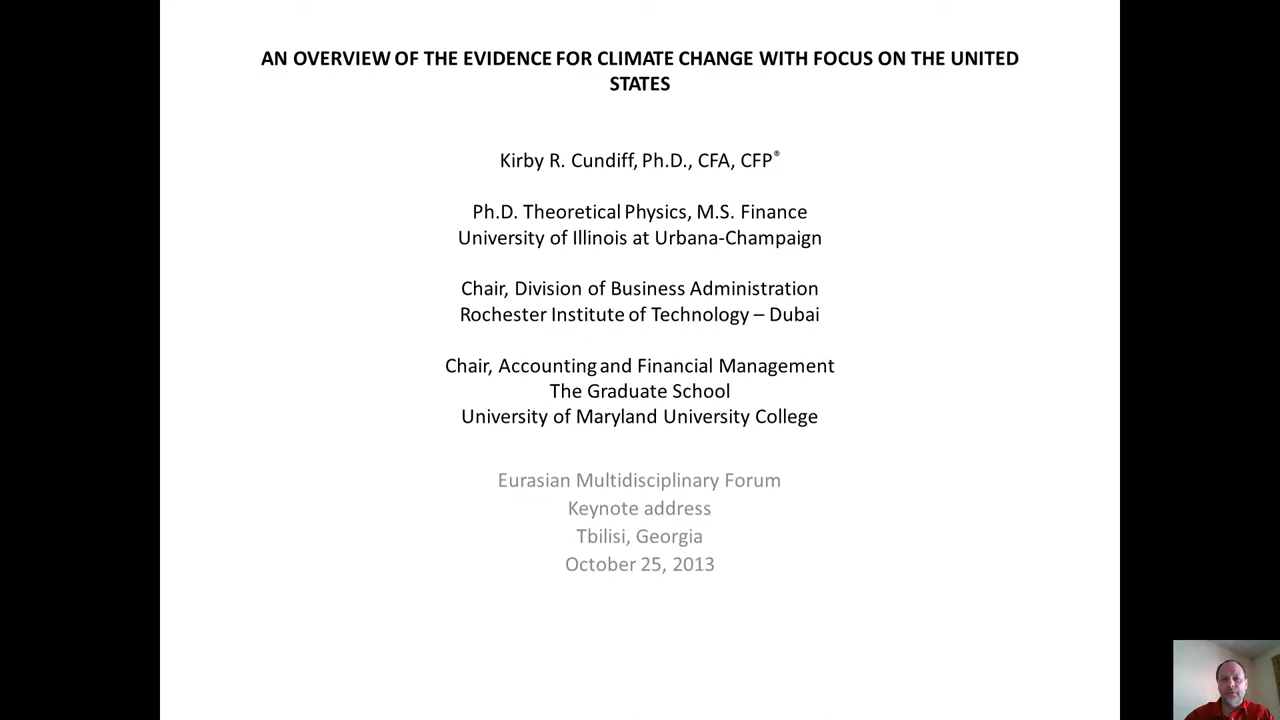 AN OVERVIEW OF THE EVIDENCE FOR CLIMATE CHANGE WITH FOCUS ON THE UNITED
STATES
Kirby R. Cundiff, Ph.D., CFA, CFP®
Ph.D. Theoretical Physics, M.S. Finance
University of Illinois at Urbana-Champaign
Chair, Division of Business Administration
Rochester Institute of Technology – Dubai
Chair, Accounting and Financial Management
The Graduate School
University of Maryland University College
Eurasian Multidisciplinary Forum
Keynote address
Tbilisi, Georgia
October 25, 2013